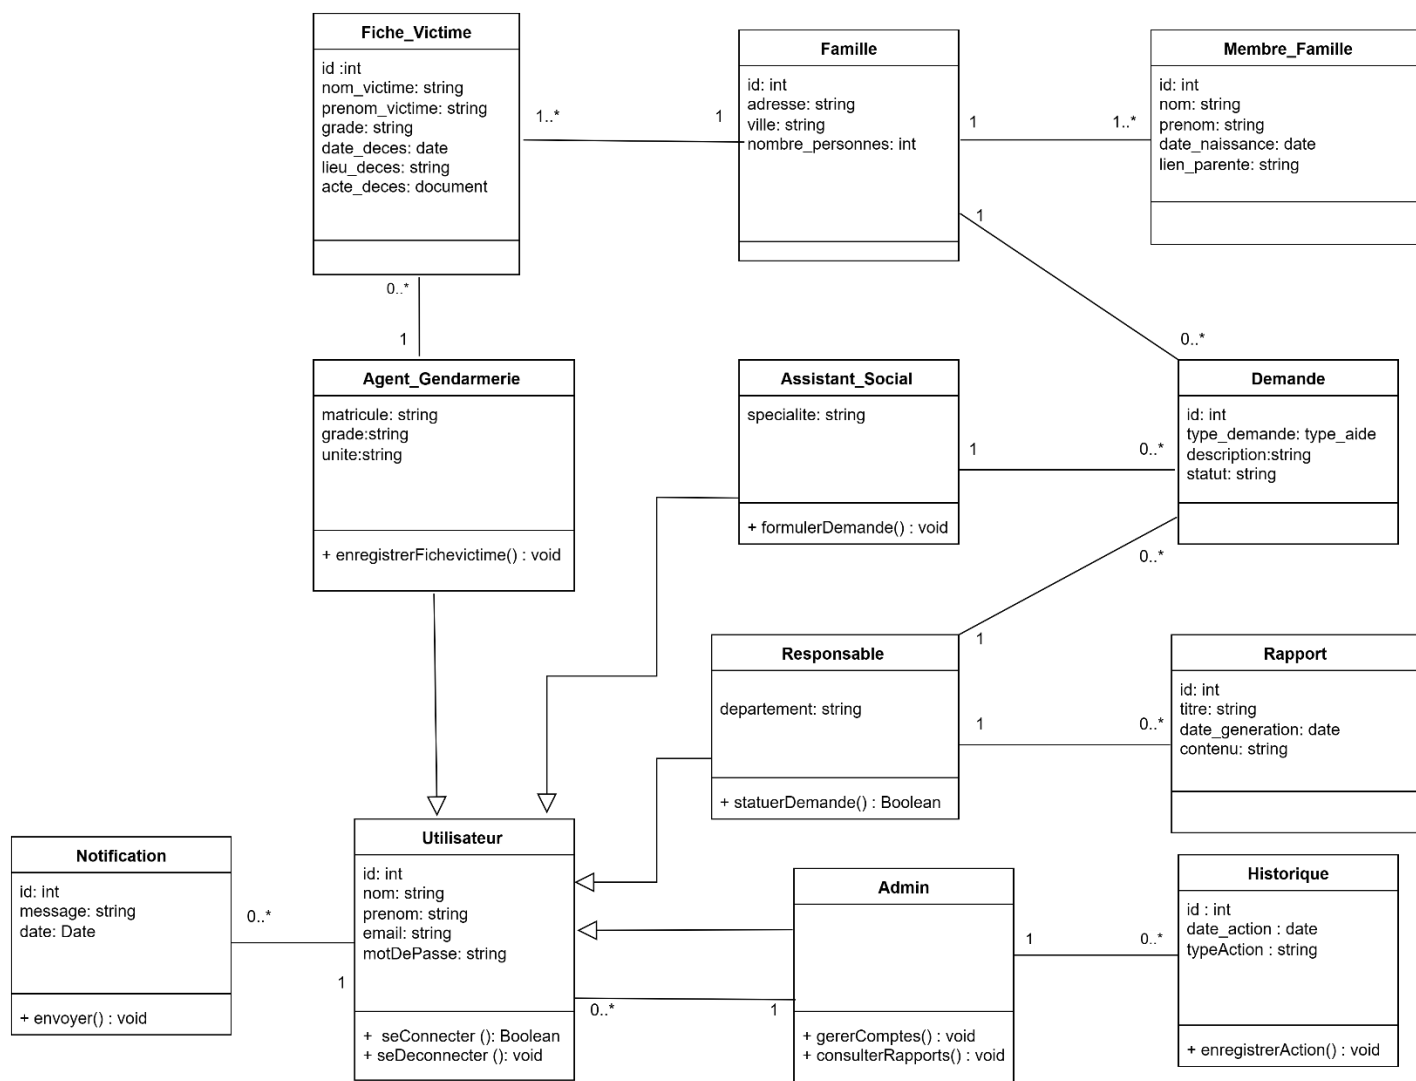 Fiche_Victime
id :int
nom_victime: string
prenom_victime: string
grade: string
date_deces: date
lieu_deces: string
acte_deces: document
1..*
1
Famille
id: int
adresse: string
ville: string
nombre_personnes: int
1
1..*
Membre_Famille
id: int
nom: string
prenom: string
date_naissance: date
lien_parente: string
1
0..*
0..*
1
Agent_Gendarmerie
matricule: string
grade:string
unite:string
+ enregistrerFichevictime() : void
Assistant_Social
specialite: string
+ formulerDemande() : void
1
0..*
Demande
id: int
type_demande: type_aide
description:string
statut: string
0..*
1
Responsable
departement: string
+ statuerDemande() : Boolean
1
0..*
Rapport
id: int
titre: string
date_generation: date
contenu: string
Notification
id: int
message: string
date: Date
+ envoyer() : void
0..*
1
Utilisateur
id: int
nom: string
prenom: string
email: string
motDePasse: string
+ seConnecter (): Boolean
+ seDeconnecter (): void
0..*
1
Admin
+ gererComptes() : void
+ consulterRapports() : void
1
0..*
Historique
id : int
date_action : date
typeAction : string
+ enregistrerAction() : void